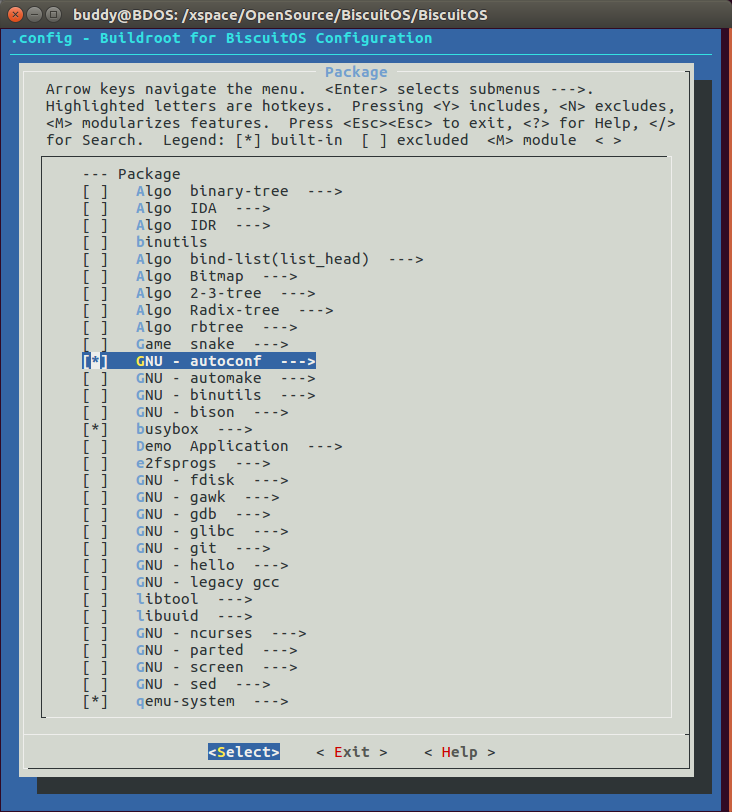 buddy@BDOS: /xspace/OpenSource/BiscuitOS/BiscuitOS
.config - Buildroot for BiscuitOS Configuration
Package
Arrow keys navigate the menu.  <Enter> selects submenus --->.
Highlighted letters are hotkeys.  Pressing <Y> includes, <N> excludes,
<M> modularizes features.  Press <Esc><Esc> to exit, <?> for Help, </>
for Search.  Legend: [*] built-in  [ ] excluded  <M> module  < >
--- Package
[ ]   Algo  binary-tree  --->
[ ]   Algo  IDA  --->
[ ]   Algo  IDR  --->
[ ]   binutils
[ ]   Algo  bind-list(list_head)  --->
[ ]   Algo  Bitmap  --->
[ ]   Algo  2-3-tree  --->
[ ]   Algo  Radix-tree  --->
[ ]   Algo  rbtree  --->
[ ]   Game  snake  --->
[*]   GNU - autoconf  --->
[ ]   GNU - automake  --->
[ ]   GNU - binutils  --->
[ ]   GNU - bison  --->
[*]   busybox  --->
[ ]   Demo  Application  --->
[ ]   e2fsprogs  --->
[ ]   GNU - fdisk  --->
[ ]   GNU - gawk  --->
[ ]   GNU - gdb  --->
[ ]   GNU - glibc  --->
[ ]   GNU - git  --->
[ ]   GNU - hello  --->
[ ]   GNU - legacy gcc
[ ]   libtool  --->
[ ]   libuuid  --->
[ ]   GNU - ncurses  --->
[ ]   GNU - parted  --->
[ ]   GNU - screen  --->
[ ]   GNU - sed  --->
[*]   qemu-system  --->
<Select>    < Exit >    < Help >